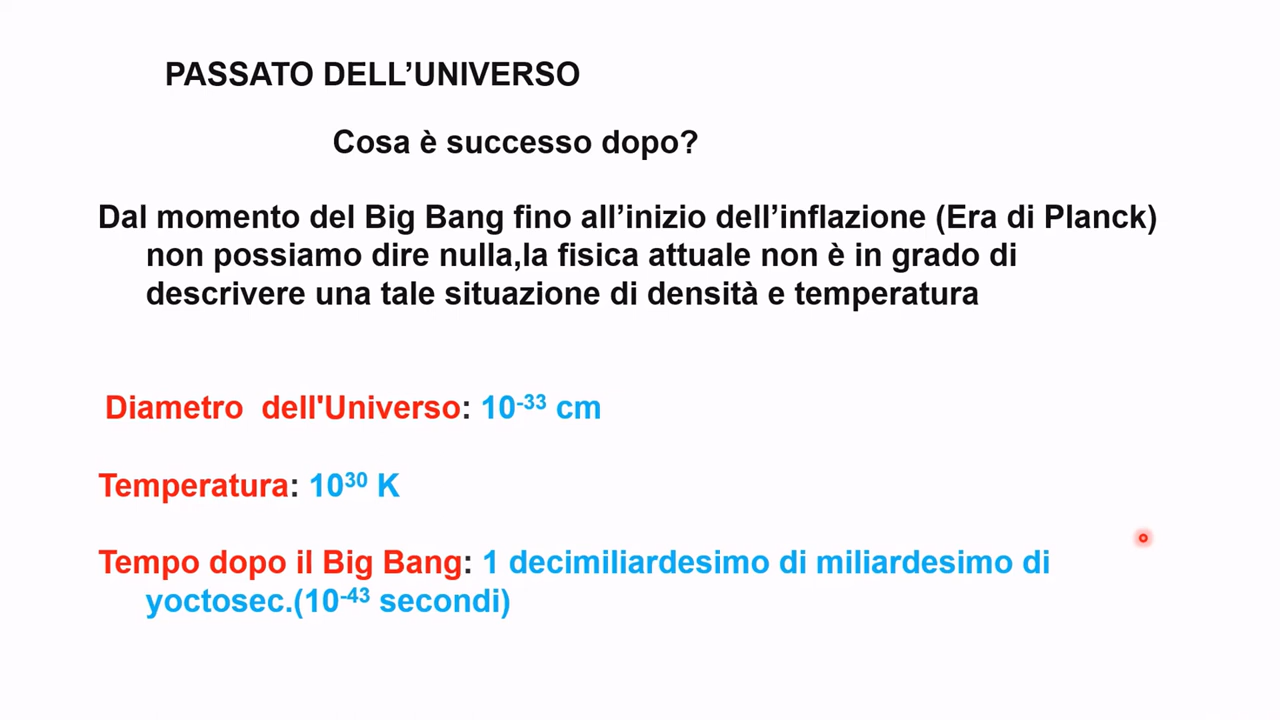 PASSATO DELL’UNIVERSO
Cosa è successo dopo?
Dal momento del Big Bang fino all’inizio dell’inflazione (Era di Planck)
non possiamo dire nulla,la fisica attuale non è in grado di
descrivere una tale situazione di densità e temperatura
Diametro  dell'Universo: 10⁻³³ cm
Temperatura: 10³⁰ K
Tempo dopo il Big Bang: 1 decimiliardesimo di miliardesimo di
yoctosec.(10⁻⁴³ secondi)